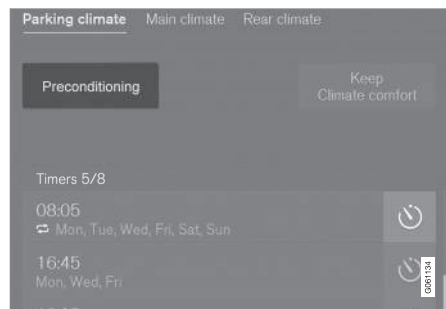 Parking climate Main climate Rear climate
Preconditioning
Keep
Climate comfort
Timers 5/8
08:05
Mon, Tue, Wed, Fri, Sat, Sun
16:45
Mon, Wed, Fri
G061134